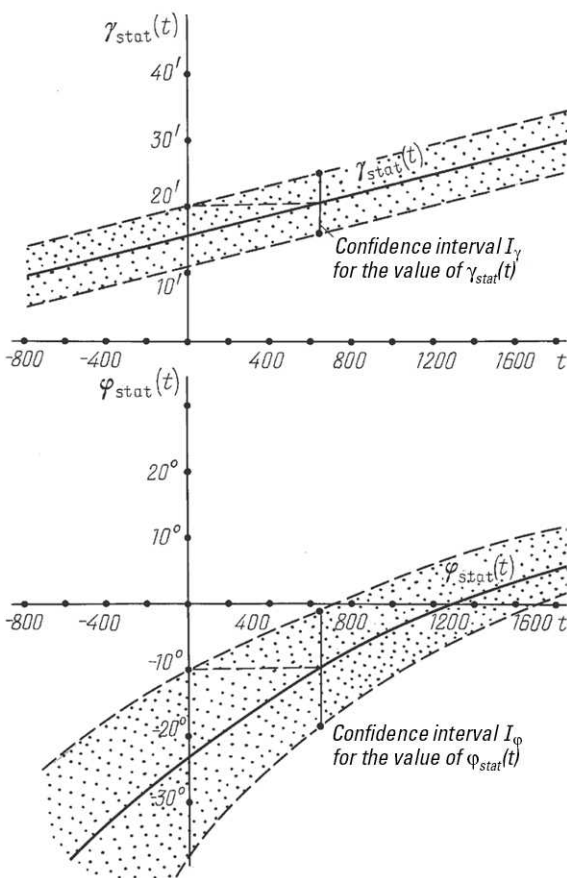 γstat(t)
40′
30′
20′
γstat(t)
Confidence interval Iγ
for the value of γstat(t)
10′
-800 -400 0 400 800 1200 1600 t
φstat(t)
20°
10°
φstat(t)
-800 -400 0 400 800 1200 1600 t
-10°
-20°
Confidence interval Iφ
for the value of φstat(t)
-30°